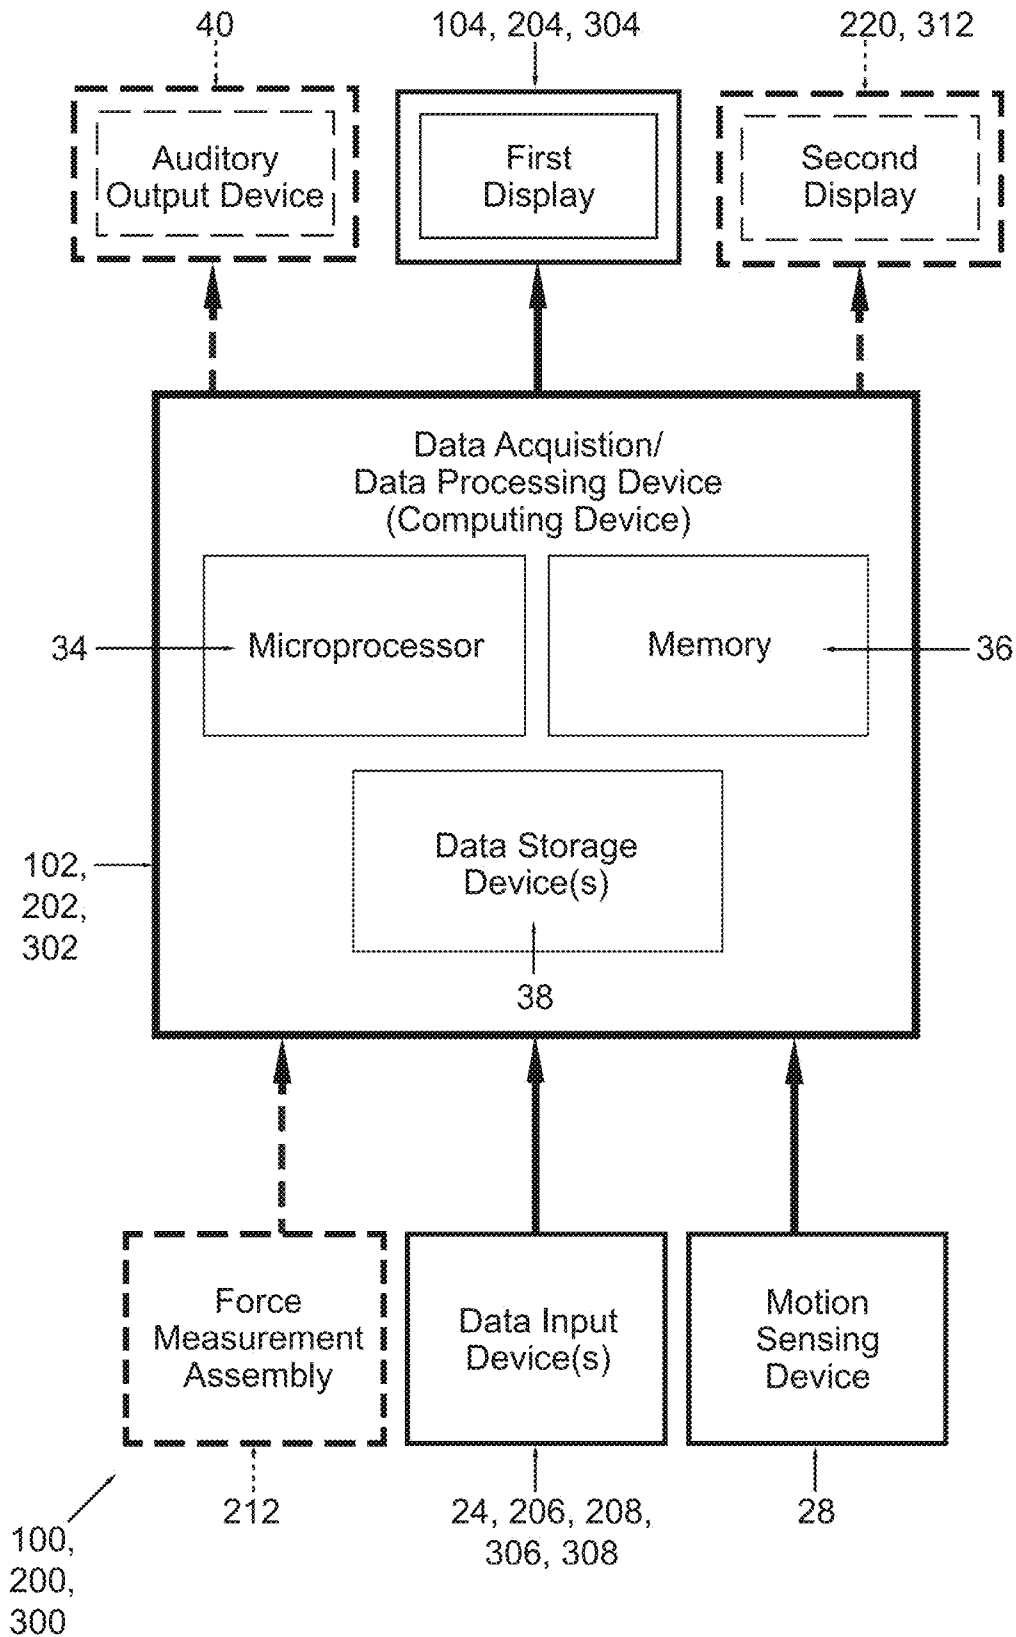 40
104, 204, 304
220, 312
Auditory
Output Device
First
Display
Second
Display
Data Acquistion/
Data Processing Device
(Computing Device)
34
Microprocessor
Memory
36
Data Storage
Device(s)
38
102,
202,
302
Force
Measurement
Assembly
Data Input
Device(s)
Motion
Sensing
Device
212
24, 206, 208,
306, 308
28
100,
200,
300